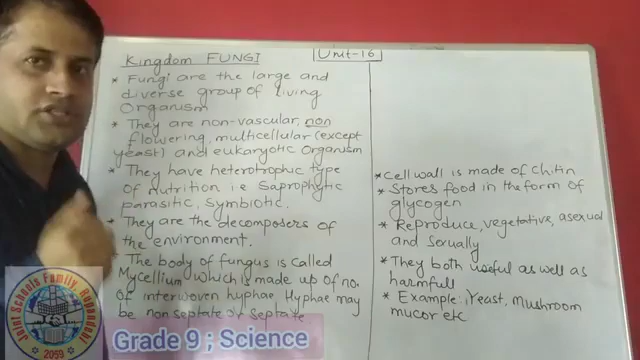 Kingdom FUNGI
Unit-16
* Fungi are the large and
diverse group of living
Organism
* They are non-vascular, non
flowering, multicellular (except
yeast) and eukaryotic Organism
* They have heterotrophic type
of nutrition i.e Saprophytic
parasitic, symbiotic.
* They are the decomposers of
the environment.
* The body of fungus is called
Mycellium which is made up of no.
of interwoven hyphae Hyphae may
be non septate or septate
* Cell wall is made of chitin
* Stores food in the form of
glycogen
* Reproduce, vegetative, asexual
and sexually
* They both useful as well as
harmfull
* Example: Yeast, Mushroom
mucor etc
Joint Schools Family, Rupandehi
2059
Grade 9 ; Science